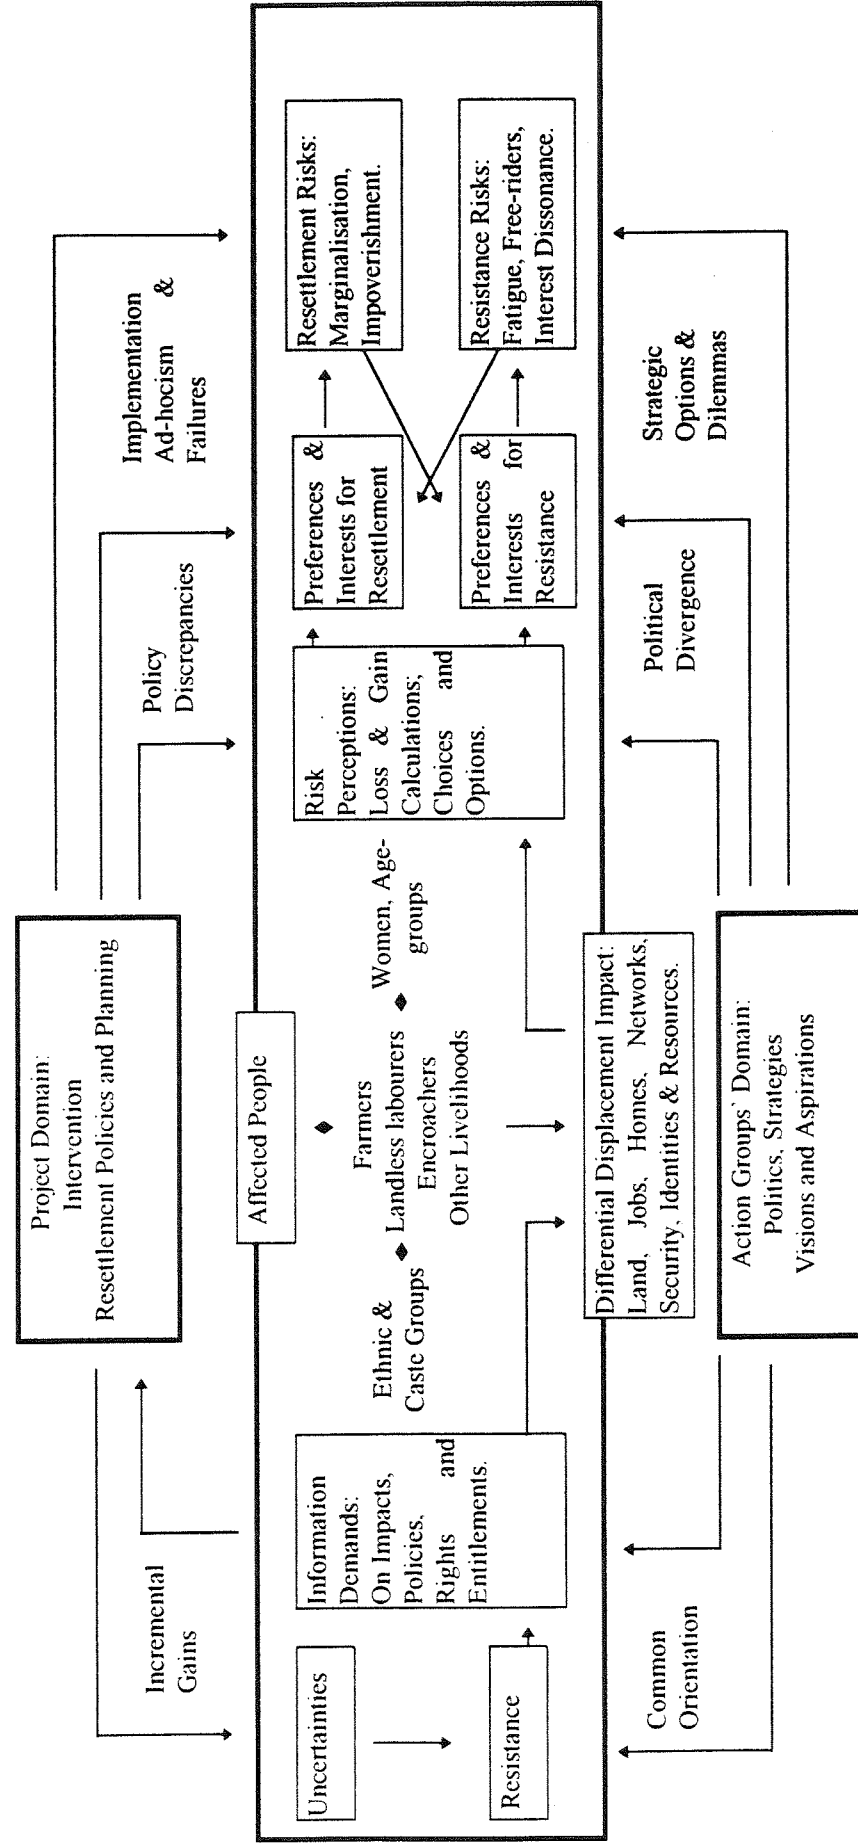 Project Domain:
Intervention
Resettlement Policies and Planning
Incremental
Gains
Policy
Discrepancies
Implementation
Ad-hocism &
Failures
Affected People
Uncertainties
Resistance
Information
Demands:
On Impacts,
Policies,
Rights and
Entitlements.
Ethnic &
Caste Groups
Farmers
Landless labourers
Encroachers
Other Livelihoods
Women, Age-
groups
Risk
Perceptions:
Loss & Gain
Calculations;
Choices and
Options.
Preferences &
Interests for
Resettlement
Preferences &
Interests for
Resistance
Resettlement Risks:
Marginalisation,
Impoverishment.
Resistance Risks:
Fatigue, Free-riders,
Interest Dissonance.
Differential Displacement Impact:
Land, Jobs, Homes, Networks,
Security, Identities & Resources.
Common
Orientation
Political
Divergence
Strategic
Options &
Dilemmas
Action Groups` Domain:
Politics, Strategies
Visions and Aspirations